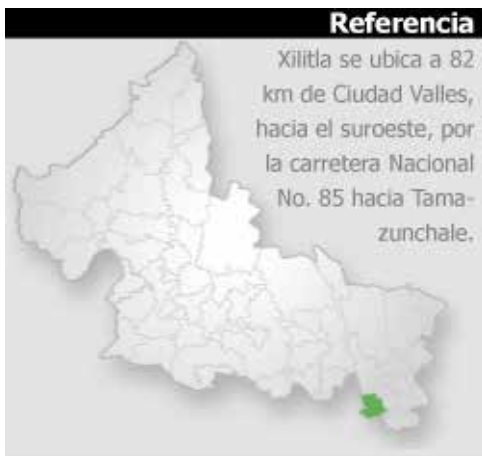 Referencia
Xilitla se ubica a 82
km de Ciudad Valles,
hacia el suroeste, por
la carretera Nacional
No. 85 hacia Tama-
zunchale.